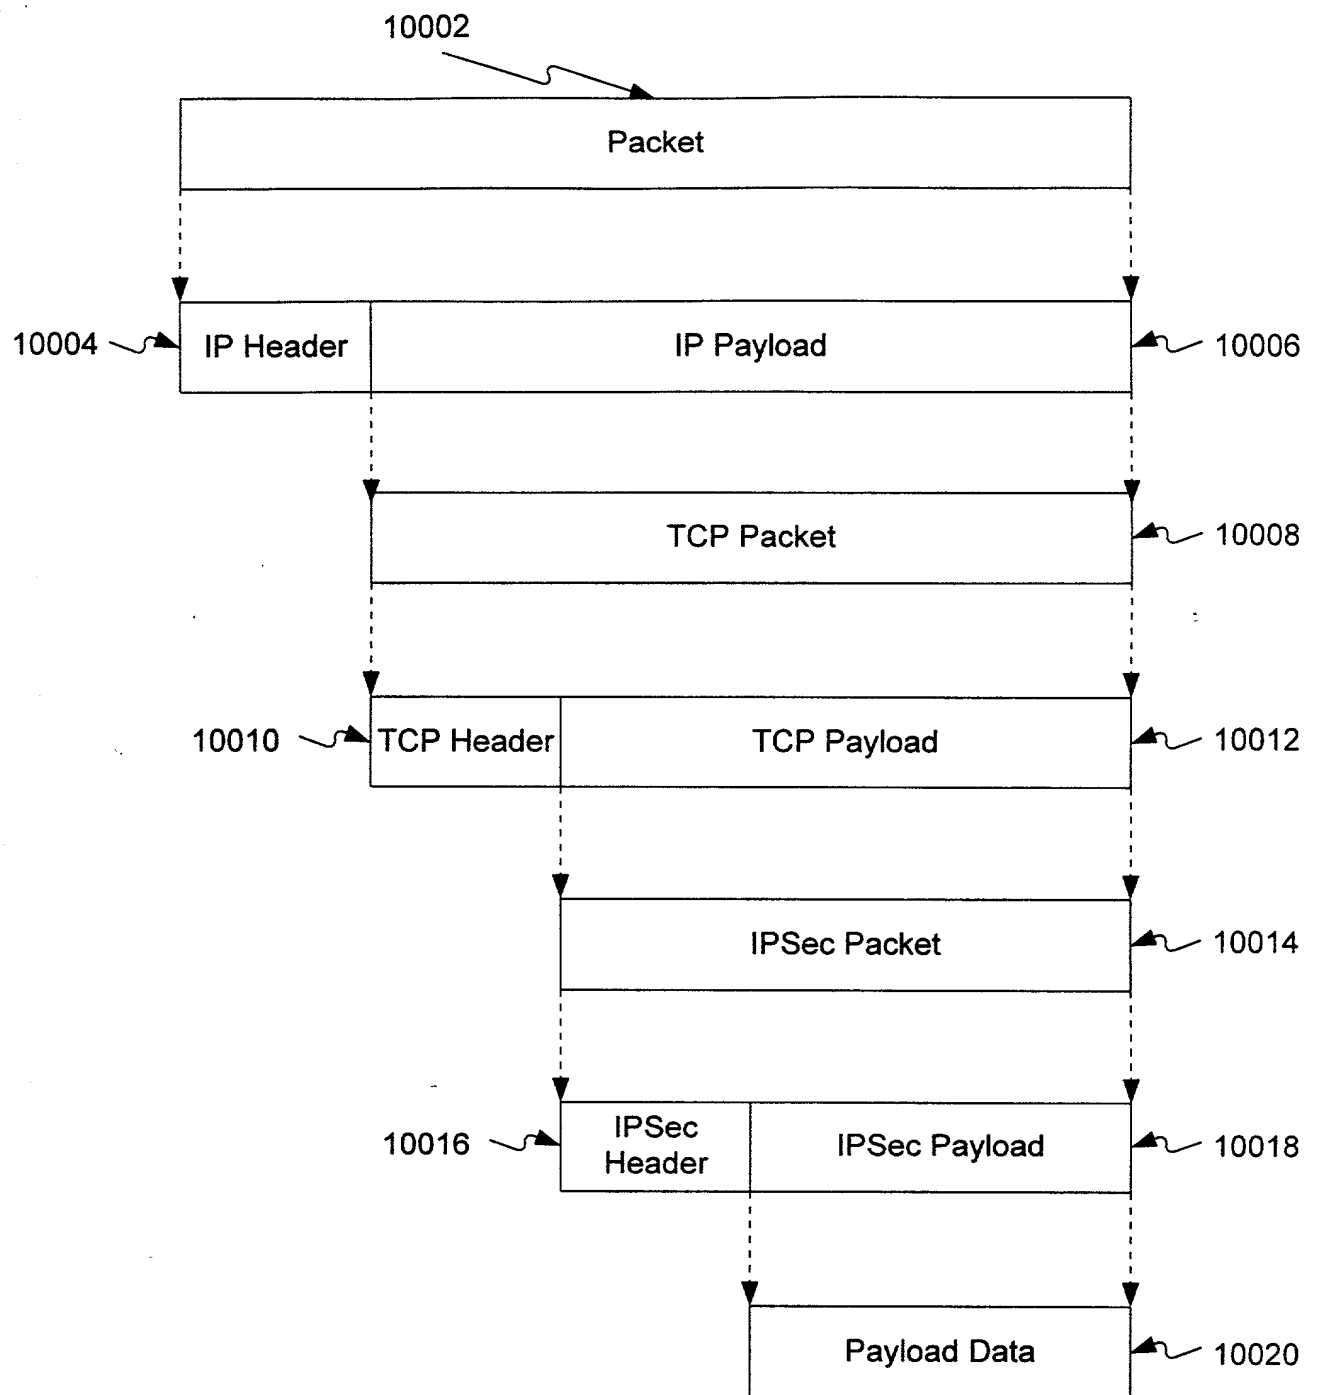 10002
Packet
10004
IP Header
IP Payload
10006
TCP Packet
10008
10010
TCP Header
TCP Payload
10012
IPSec Packet
10014
10016
IPSec
Header
IPSec Payload
10018
Payload Data
10020